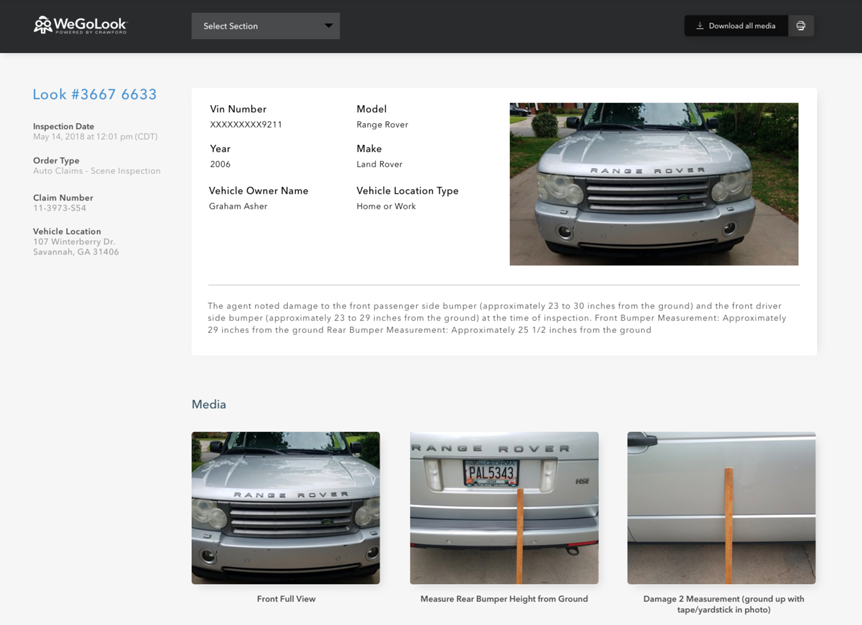 WeGoLook
POWERED BY CRAWFORD
Select Section
Download all media
Look #3667 6633
Inspection Date
May 14, 2018 at 12:01 pm (CDT)
Order Type
Auto Claims - Scene Inspection
Claim Number
11-3973-S54
Vehicle Location
107 Winterberry Dr.
Savannah, GA 31406
Vin Number
XXXXXXXXX9211
Model
Range Rover
Year
2006
Make
Land Rover
Vehicle Owner Name
Graham Asher
Vehicle Location Type
Home or Work
RANGE ROVER
The agent noted damage to the front passenger side bumper (approximately 23 to 30 inches from the ground) and the front driver
side bumper (approximately 23 to 29 inches from the ground) at the time of inspection. Front Bumper Measurement: Approximately
29 inches from the ground Rear Bumper Measurement: Approximately 25 1/2 inches from the ground
Media
RANGE ROVER
RANGE ROVER
PAL5343
HSE
Front Full View
Measure Rear Bumper Height from Ground
Damage 2 Measurement (ground up with
tape/yardstick in photo)